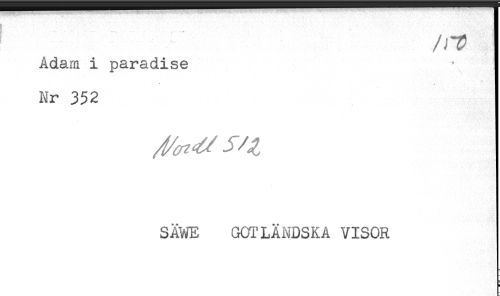 150
Adam i paradise
Nr 352
Nordl 512
SÄWE GOTLÄNDSKA VISOR